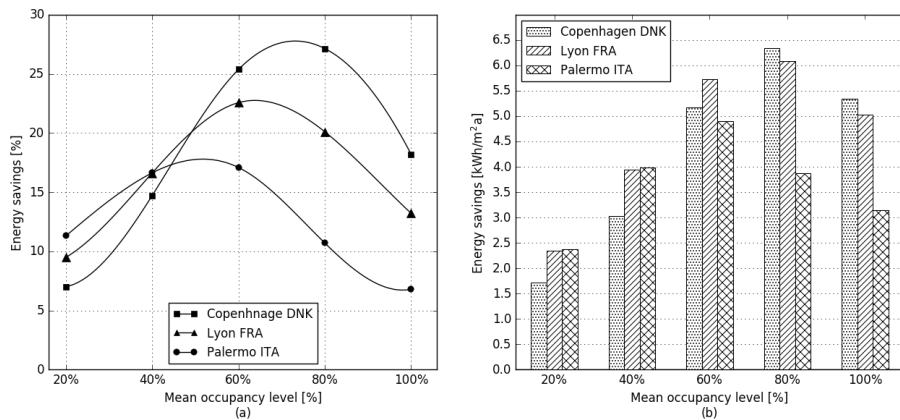 30
25
20
15
10
5
0
Energy savings [%]
Copenhnage DNK
Lyon FRA
Palermo ITA
20% 40% 60% 80% 100%
Mean occupancy level [%]
(a)
6.5
6.0
5.5
5.0
4.5
4.0
3.5
3.0
2.5
2.0
1.5
1.0
0.5
0.0
Energy savings [kWh/m²a]
Copenhagen DNK
Lyon FRA
Palermo ITA
20% 40% 60% 80% 100%
Mean occupancy level [%]
(b)